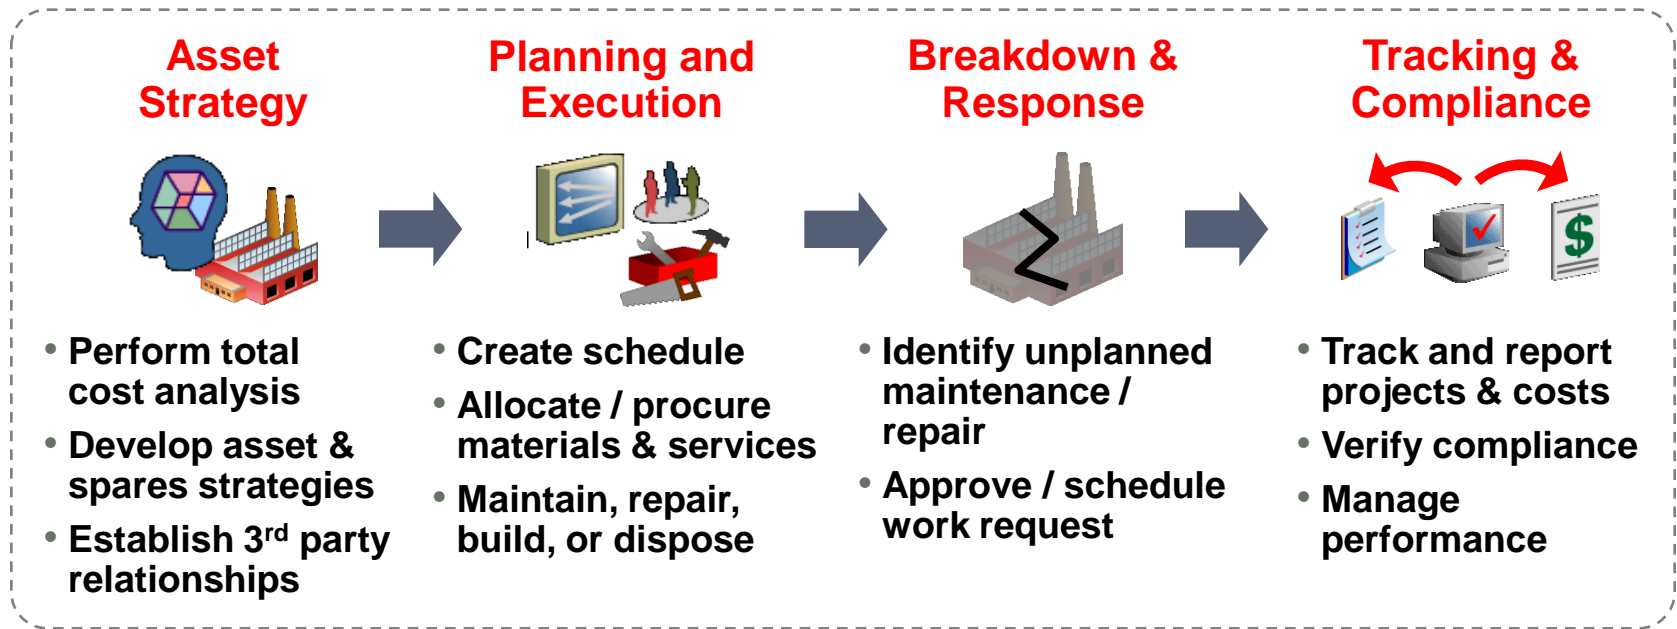 Asset
Strategy
• Perform total
cost analysis
• Develop asset &
spares strategies
• Establish 3rd party
relationships
Planning and
Execution
• Create schedule
• Allocate / procure
materials & services
• Maintain, repair,
build, or dispose
Breakdown &
Response
• Identify unplanned
maintenance /
repair
• Approve / schedule
work request
Tracking &
Compliance
$
• Track and report
projects & costs
• Verify compliance
• Manage
performance